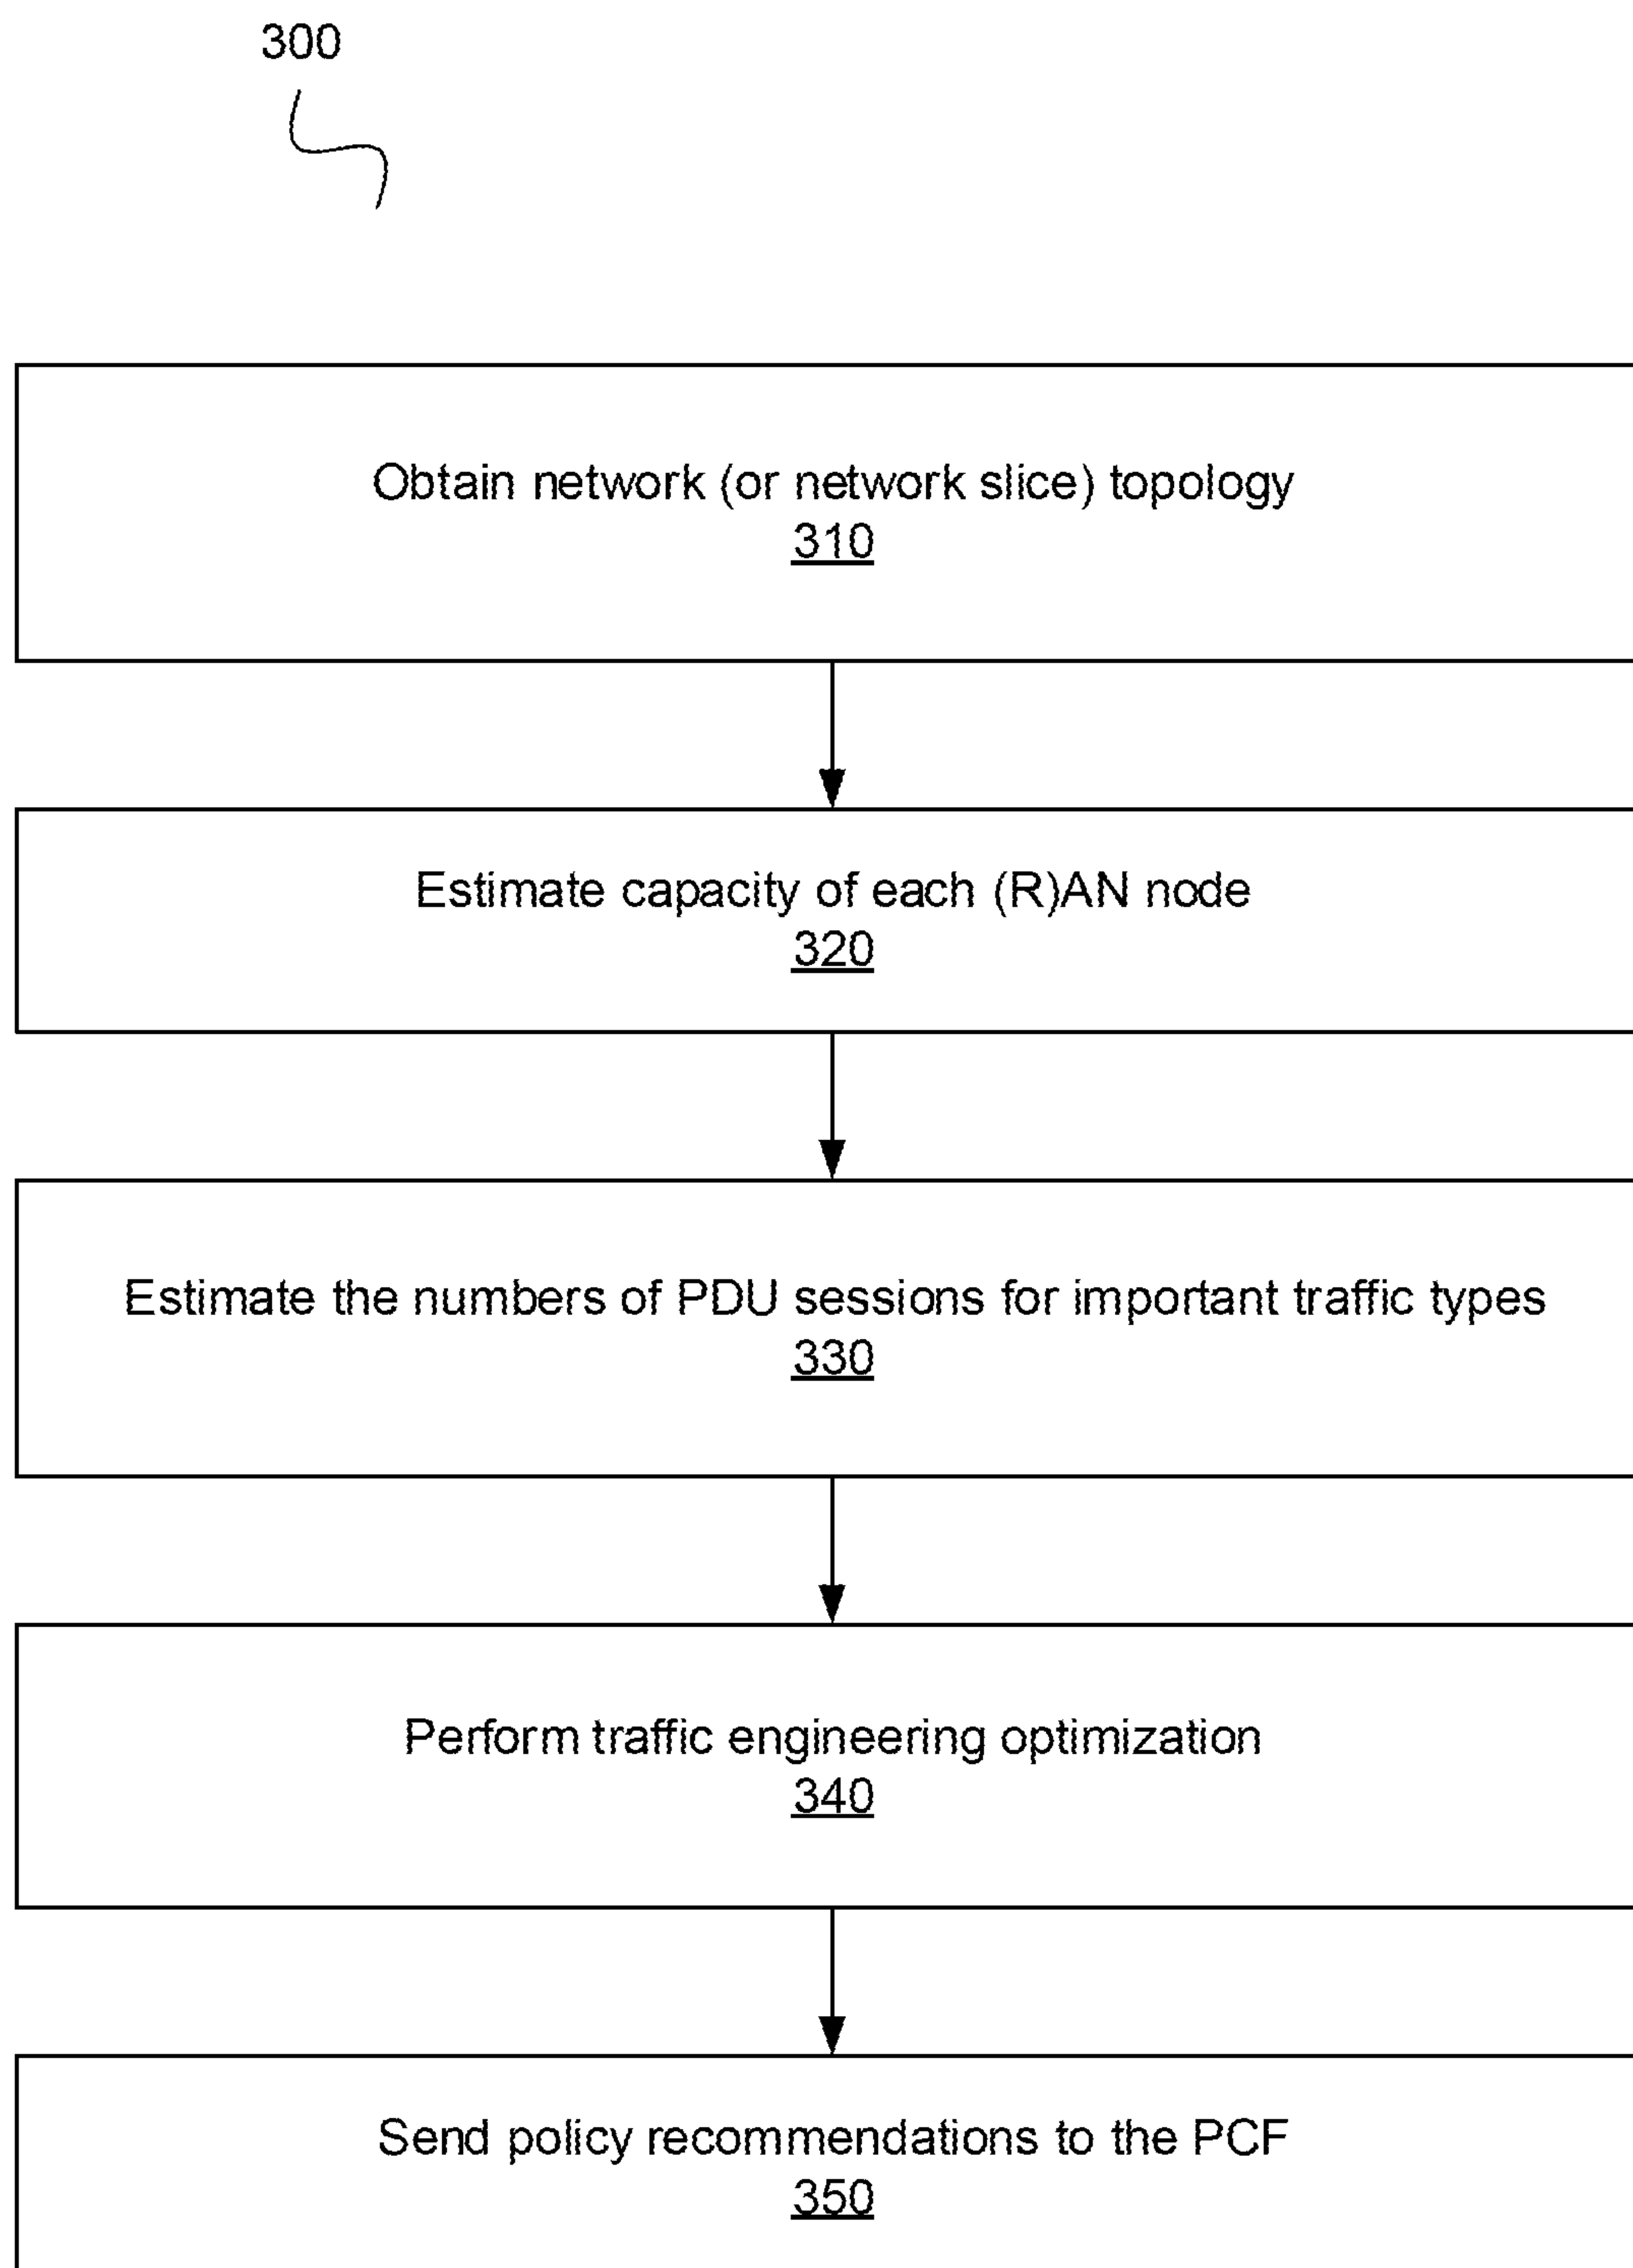 300
Obtain network (or network slice) topology
310
Estimate capacity of each (R)AN node
320
Estimate the numbers of PDU sessions for important traffic types
330
Perform traffic engineering optimization
340
Send policy recommendations to the PCF
350